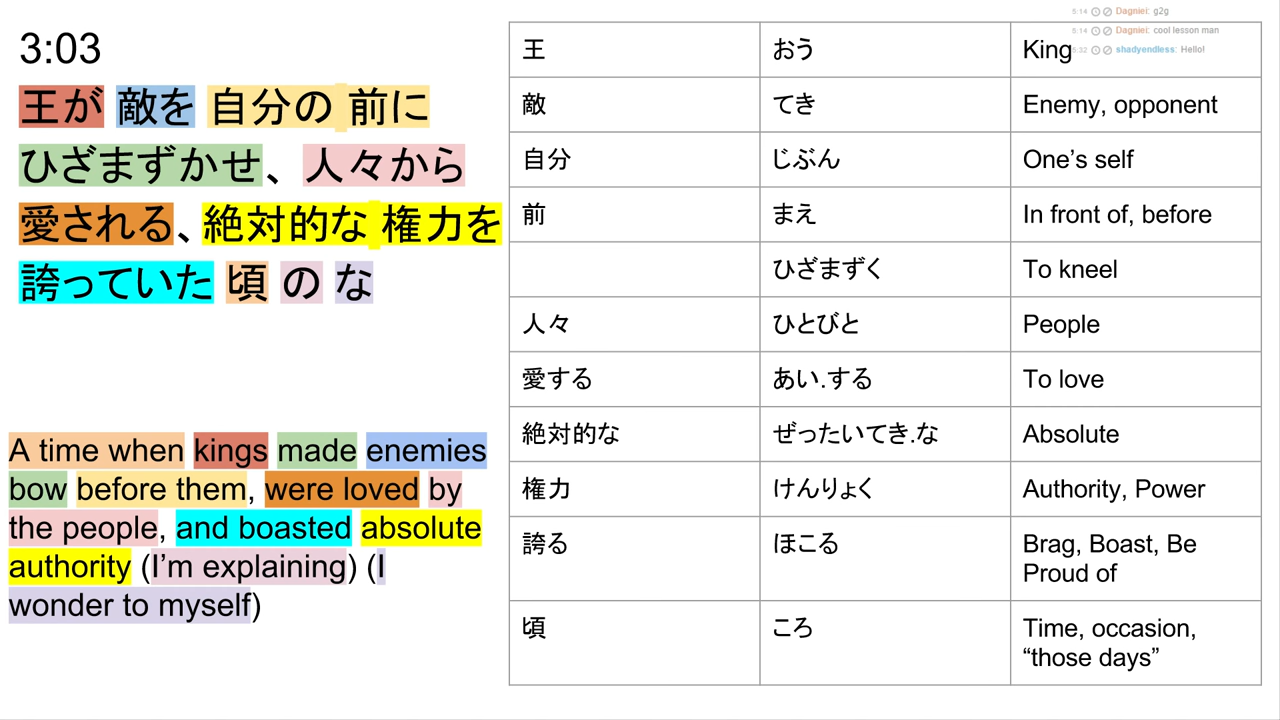 3:03
王が 敵を 自分の 前に
ひざまずかせ、人々から
愛される、絶対的な 権力を
誇っていた 頃 の な
A time when kings made enemies
bow before them, were loved by
the people, and boasted absolute
authority (I’m explaining) (I
wonder to myself)
5:14 Dagniei: g2g
5:14 Dagniei: cool lesson man
5:32 shadyendless: Hello!
王 おう King
敵 てき Enemy, opponent
自分 じぶん One’s self
前 まえ In front of, before
ひざまずく To kneel
人々 ひとびと People
愛する あい.する To love
絶対的な ぜったいてき.な Absolute
権力 けんりょく Authority, Power
誇る ほこる Brag, Boast, Be
Proud of
頃 ころ Time, occasion,
“those days”